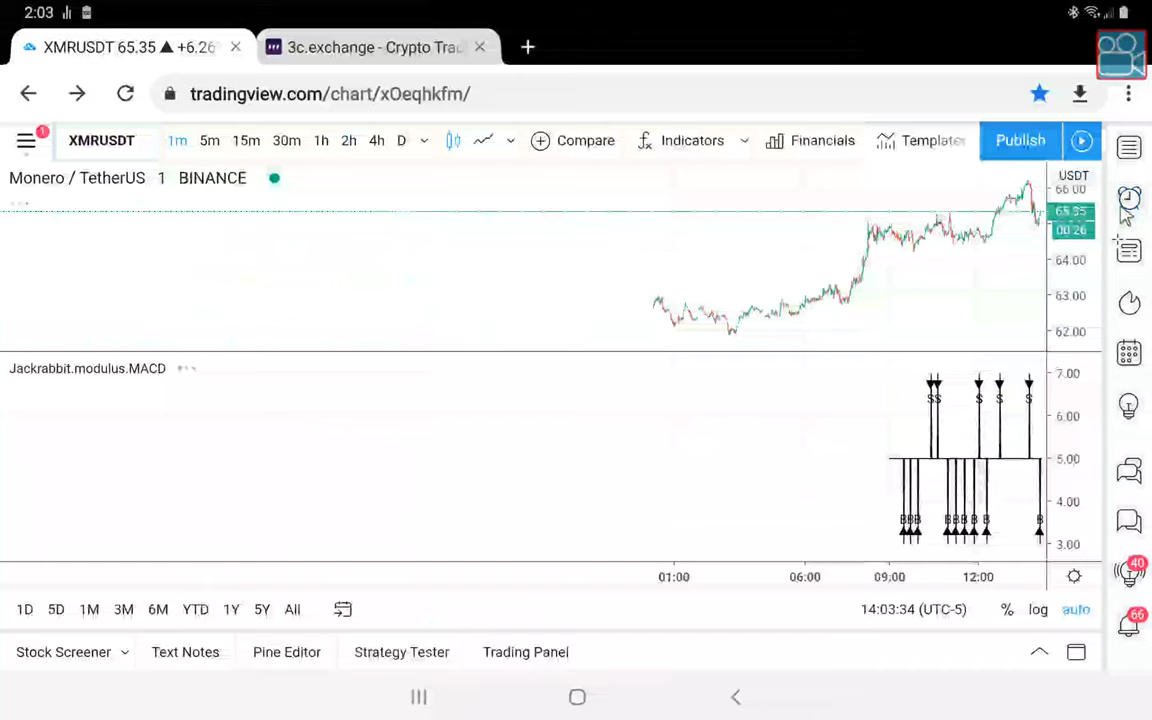 2:03
XMRUSDT 65.35 ▲ +6.26
3c.exchange - Crypto Trad
tradingview.com/chart/xOeqhkfm/
1 XMRUSDT 1m 5m 15m 30m 1h 2h 4h D Compare Indicators Financials Templates Publish
Monero / TetherUS 1 BINANCE
USDT
66.00
65.35
00:26
64.00
63.00
62.00
Jackrabbit.modulus.MACD
7.00
S S S S S
6.00
5.00
4.00
B B B B B B B B B
3.00
01:00 06:00 09:00 12:00
1D 5D 1M 3M 6M YTD 1Y 5Y All 14:03:34 (UTC-5) % log auto
Stock Screener Text Notes Pine Editor Strategy Tester Trading Panel
40
66